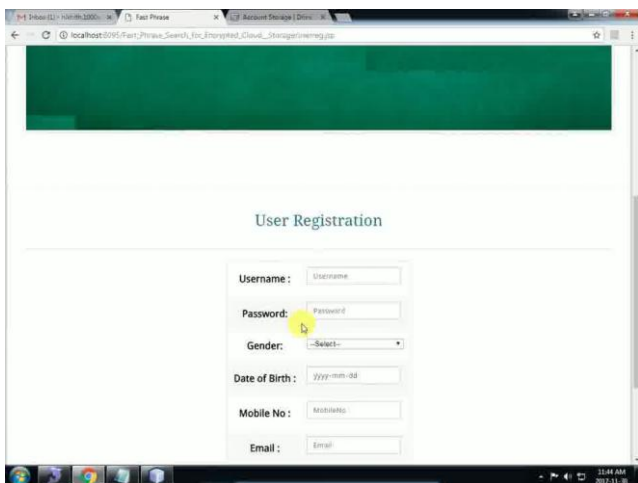 Fast Phrase
Account Storage | Drive
localhost:8095/Fast_Phrase_Search_for_Encrypted_Cloud_Storage/userreg.jsp
User Registration
Username : Username
Password: Password
Gender: --Select--
Date of Birth : yyyy-mm-dd
Mobile No : MobileNo
Email : Email
11:44 AM